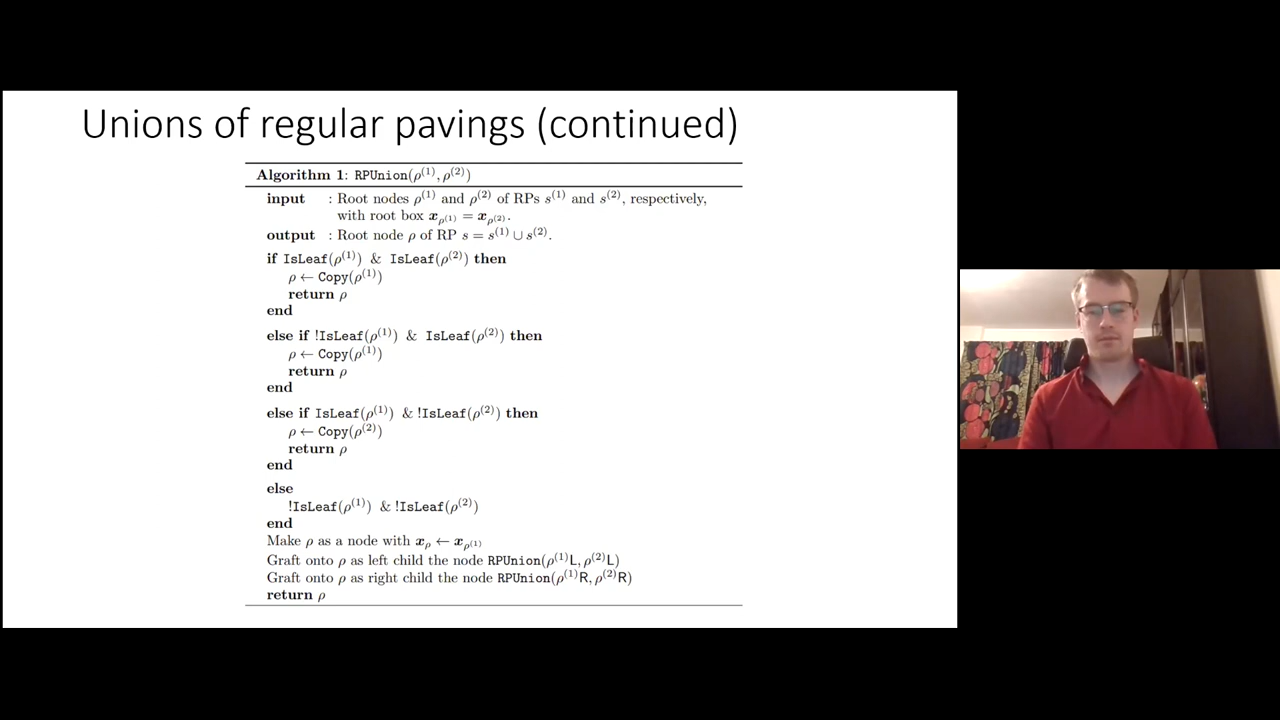 Unions of regular pavings (continued)
Algorithm 1: RPUnion(ρ⁽¹⁾, ρ⁽²⁾)
input : Root nodes ρ⁽¹⁾ and ρ⁽²⁾ of RPs s⁽¹⁾ and s⁽²⁾, respectively,
with root box x_ρ⁽¹⁾ = x_ρ⁽²⁾.
output : Root node ρ of RP s = s⁽¹⁾ ∪ s⁽²⁾.
if IsLeaf(ρ⁽¹⁾) & IsLeaf(ρ⁽²⁾) then
ρ ← Copy(ρ⁽¹⁾)
return ρ
end
else if !IsLeaf(ρ⁽¹⁾) & IsLeaf(ρ⁽²⁾) then
ρ ← Copy(ρ⁽¹⁾)
return ρ
end
else if IsLeaf(ρ⁽¹⁾) & !IsLeaf(ρ⁽²⁾) then
ρ ← Copy(ρ⁽²⁾)
return ρ
end
else
!IsLeaf(ρ⁽¹⁾) & !IsLeaf(ρ⁽²⁾)
end
Make ρ as a node with x_ρ ← x_ρ⁽¹⁾
Graft onto ρ as left child the node RPUnion(ρ⁽¹⁾L, ρ⁽²⁾L)
Graft onto ρ as right child the node RPUnion(ρ⁽¹⁾R, ρ⁽²⁾R)
return ρ